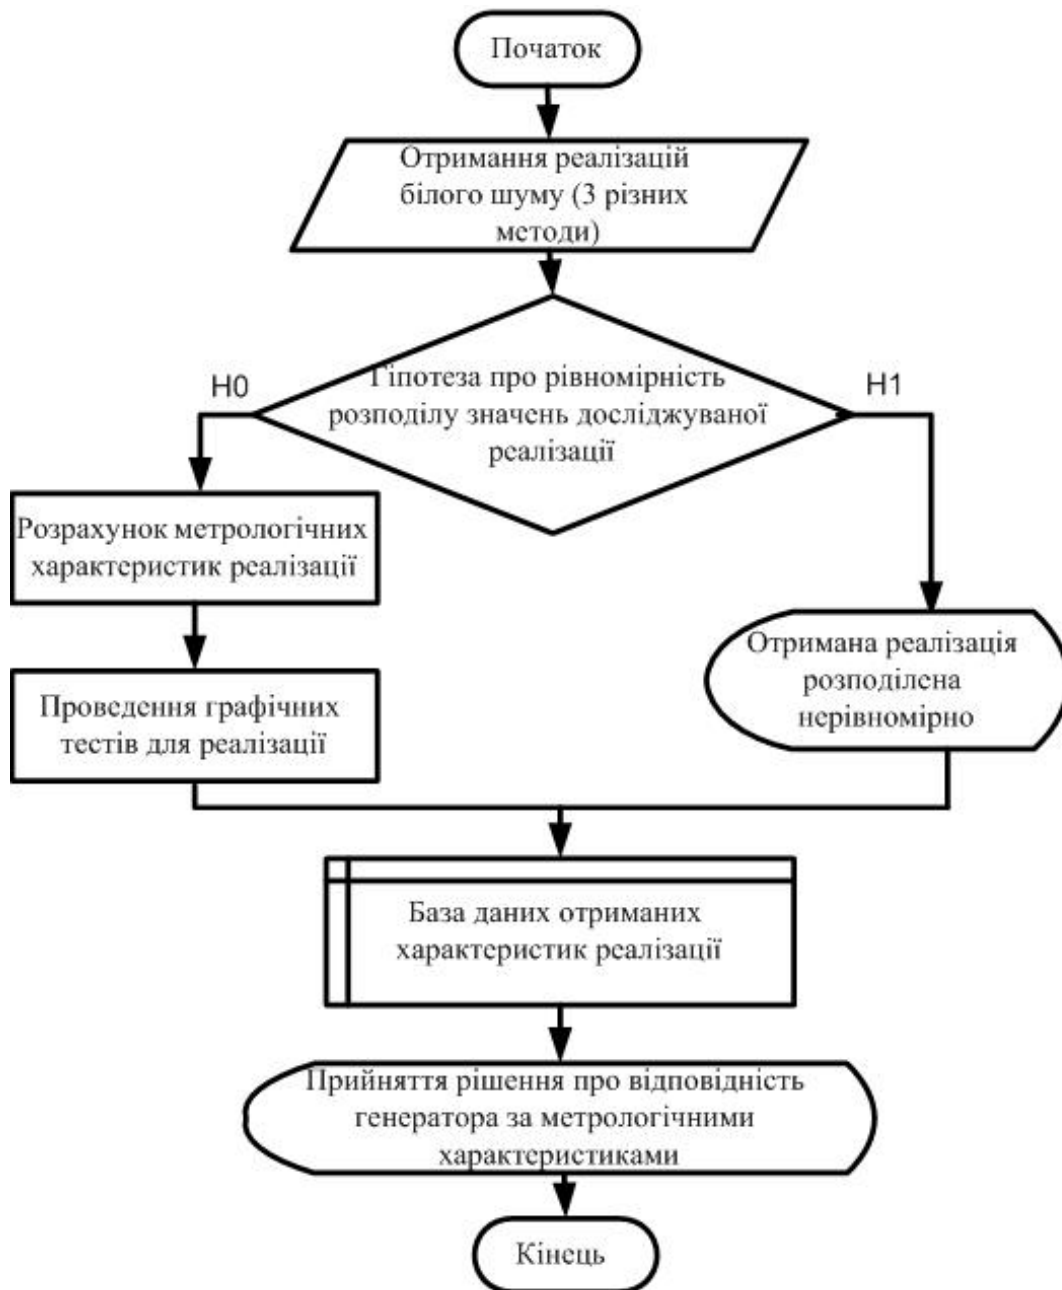 Початок
Отримання реалізацій
білого шуму (3 різних
методи)
Гіпотеза про рівномірність
розподілу значень досліджуваної
реалізації
H0
H1
Розрахунок метрологічних
характеристик реалізації
Проведення графічних
тестів для реалізації
Отримана реалізація
розподілена
нерівномірно
База даних отриманих
характеристик реалізації
Прийняття рішення про відповідність
генератора за метрологічними
характеристиками
Кінець